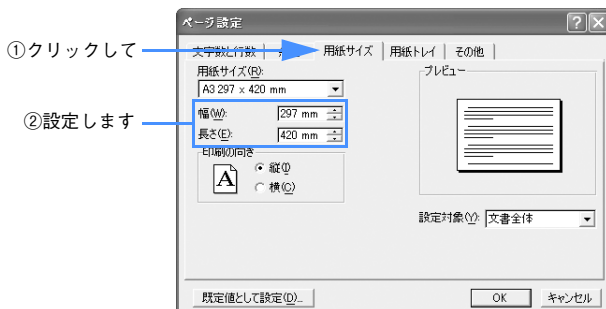 ページ設定
①クリックして
文字数と行数
用紙サイズ
用紙トレイ
その他
用紙サイズ(R):
A3 297 x 420 mm
②設定します
幅(W):
297 mm
長さ(E):
420 mm
印刷の向き
A
縦(I)
横(C)
プレビュー
設定対象(Y):
文書全体
既定値として設定(D)...
OK
キャンセル